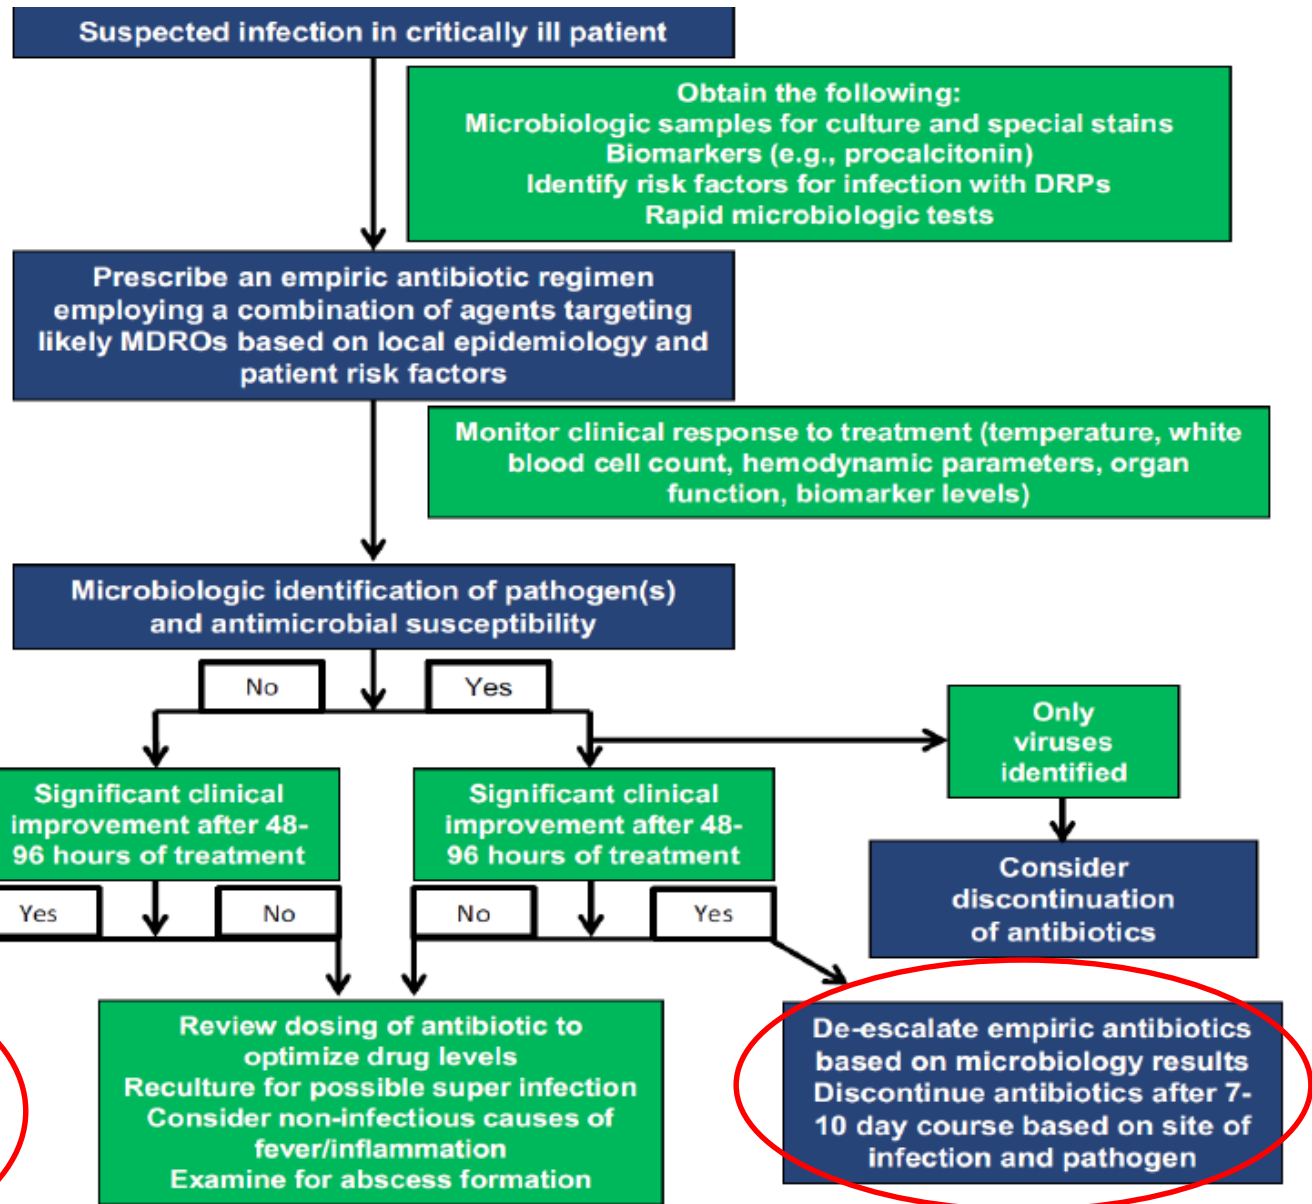 Suspected infection in critically ill patient
Obtain the following:
Microbiologic samples for culture and special stains
Biomarkers (e.g., procalcitonin)
Identify risk factors for infection with DRPs
Rapid microbiologic tests
Prescribe an empiric antibiotic regimen
employing a combination of agents targeting
likely MDROs based on local epidemiology and
patient risk factors
Monitor clinical response to treatment (temperature, white
blood cell count, hemodynamic parameters, organ
function, biomarker levels)
Microbiologic identification of pathogen(s)
and antimicrobial susceptibility
No
Yes
Only
viruses
identified
Significant clinical
improvement after 48-
96 hours of treatment
Significant clinical
improvement after 48-
96 hours of treatment
Consider
discontinuation
of antibiotics
Yes
No
No
Yes
Review dosing of antibiotic to
optimize drug levels
Reculture for possible super infection
Consider non-infectious causes of
fever/inflammation
Examine for abscess formation
De-escalate empiric antibiotics
based on microbiology results
Discontinue antibiotics after 7-
10 day course based on site of
infection and pathogen